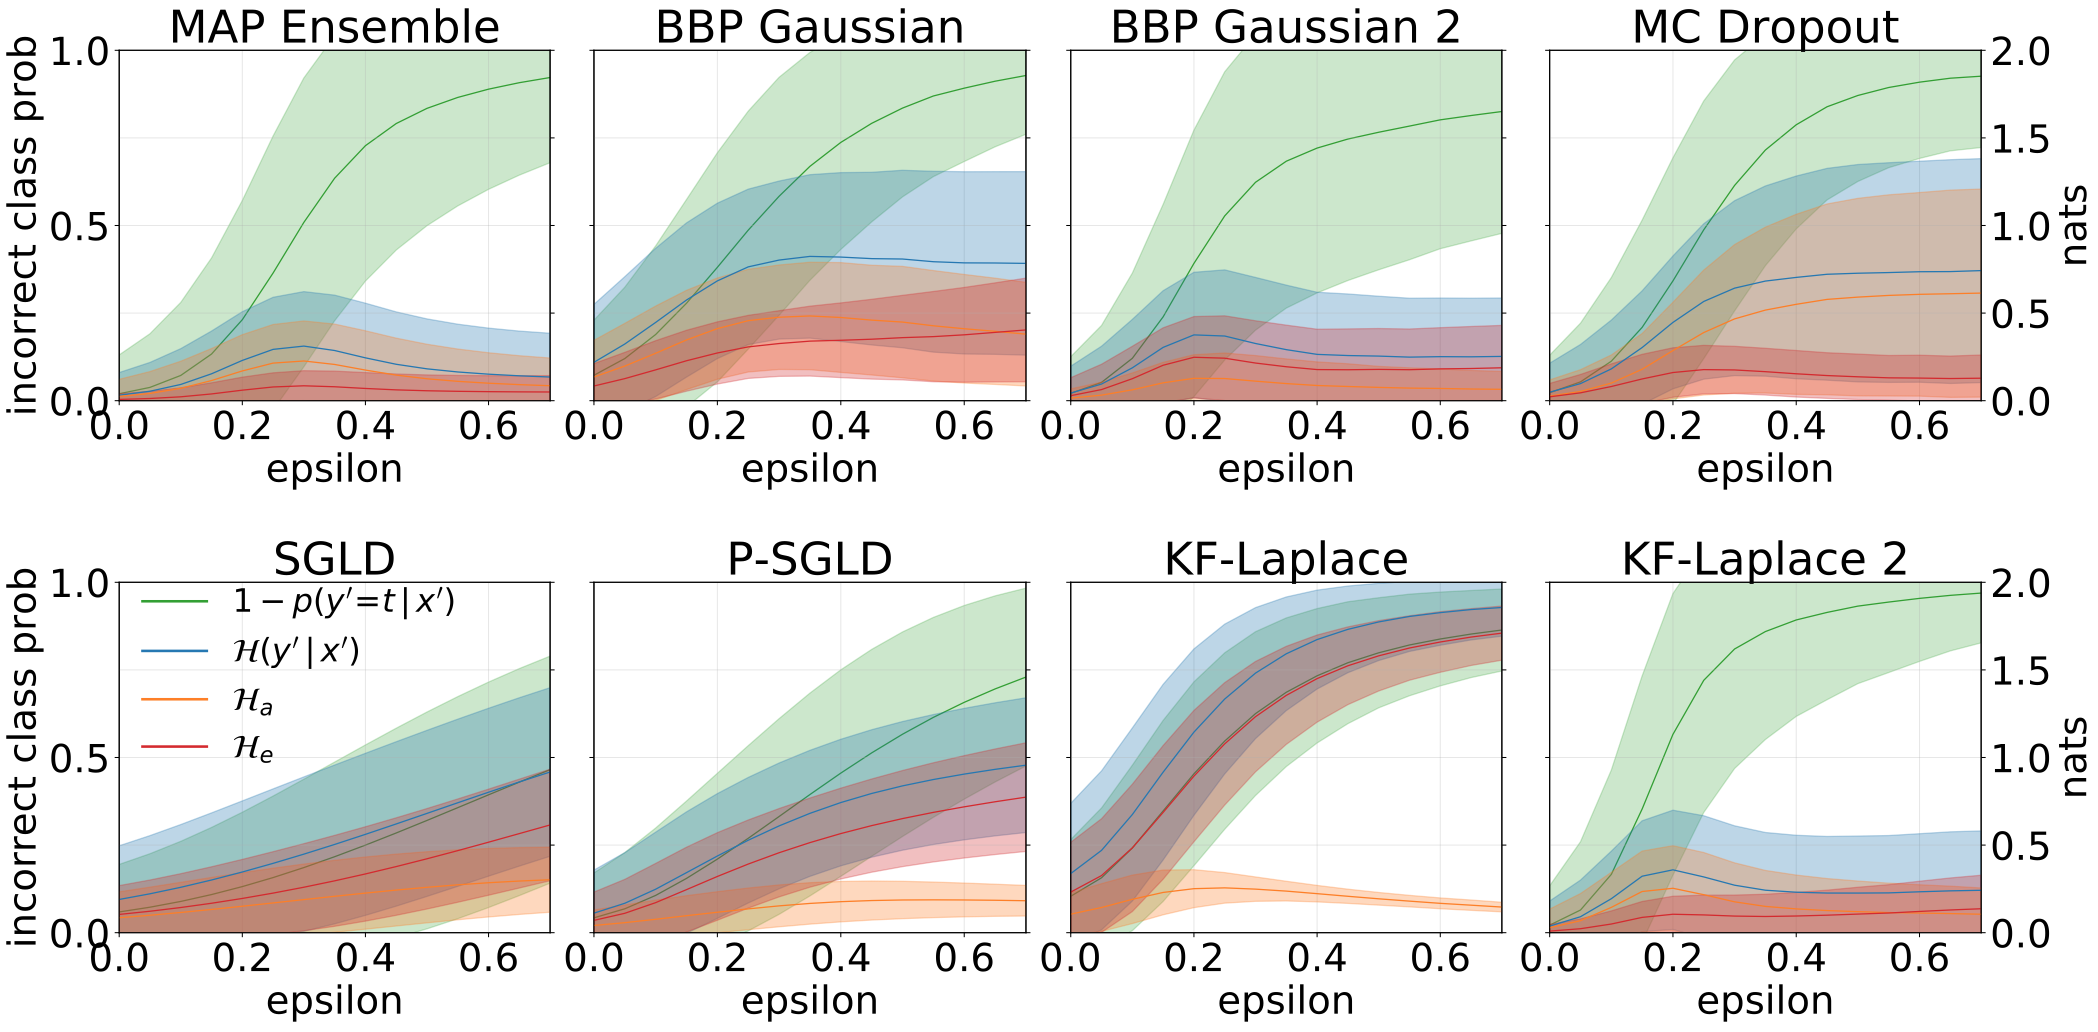 MAP Ensemble
BBP Gaussian
BBP Gaussian 2
MC Dropout
incorrect class prob
1.0
0.5
0.0
2.0
1.5
1.0
0.5
0.0
nats
0.0 0.2 0.4 0.6
0.0 0.2 0.4 0.6
0.0 0.2 0.4 0.6
0.0 0.2 0.4 0.6
epsilon
epsilon
epsilon
epsilon
SGLD
P-SGLD
KF-Laplace
KF-Laplace 2
incorrect class prob
1.0
0.5
0.0
1 − p(y′=t | x′)
ℋ(y′ | x′)
ℋₐ
ℋₑ
2.0
1.5
1.0
0.5
0.0
nats
0.0 0.2 0.4 0.6
0.0 0.2 0.4 0.6
0.0 0.2 0.4 0.6
0.0 0.2 0.4 0.6
epsilon
epsilon
epsilon
epsilon